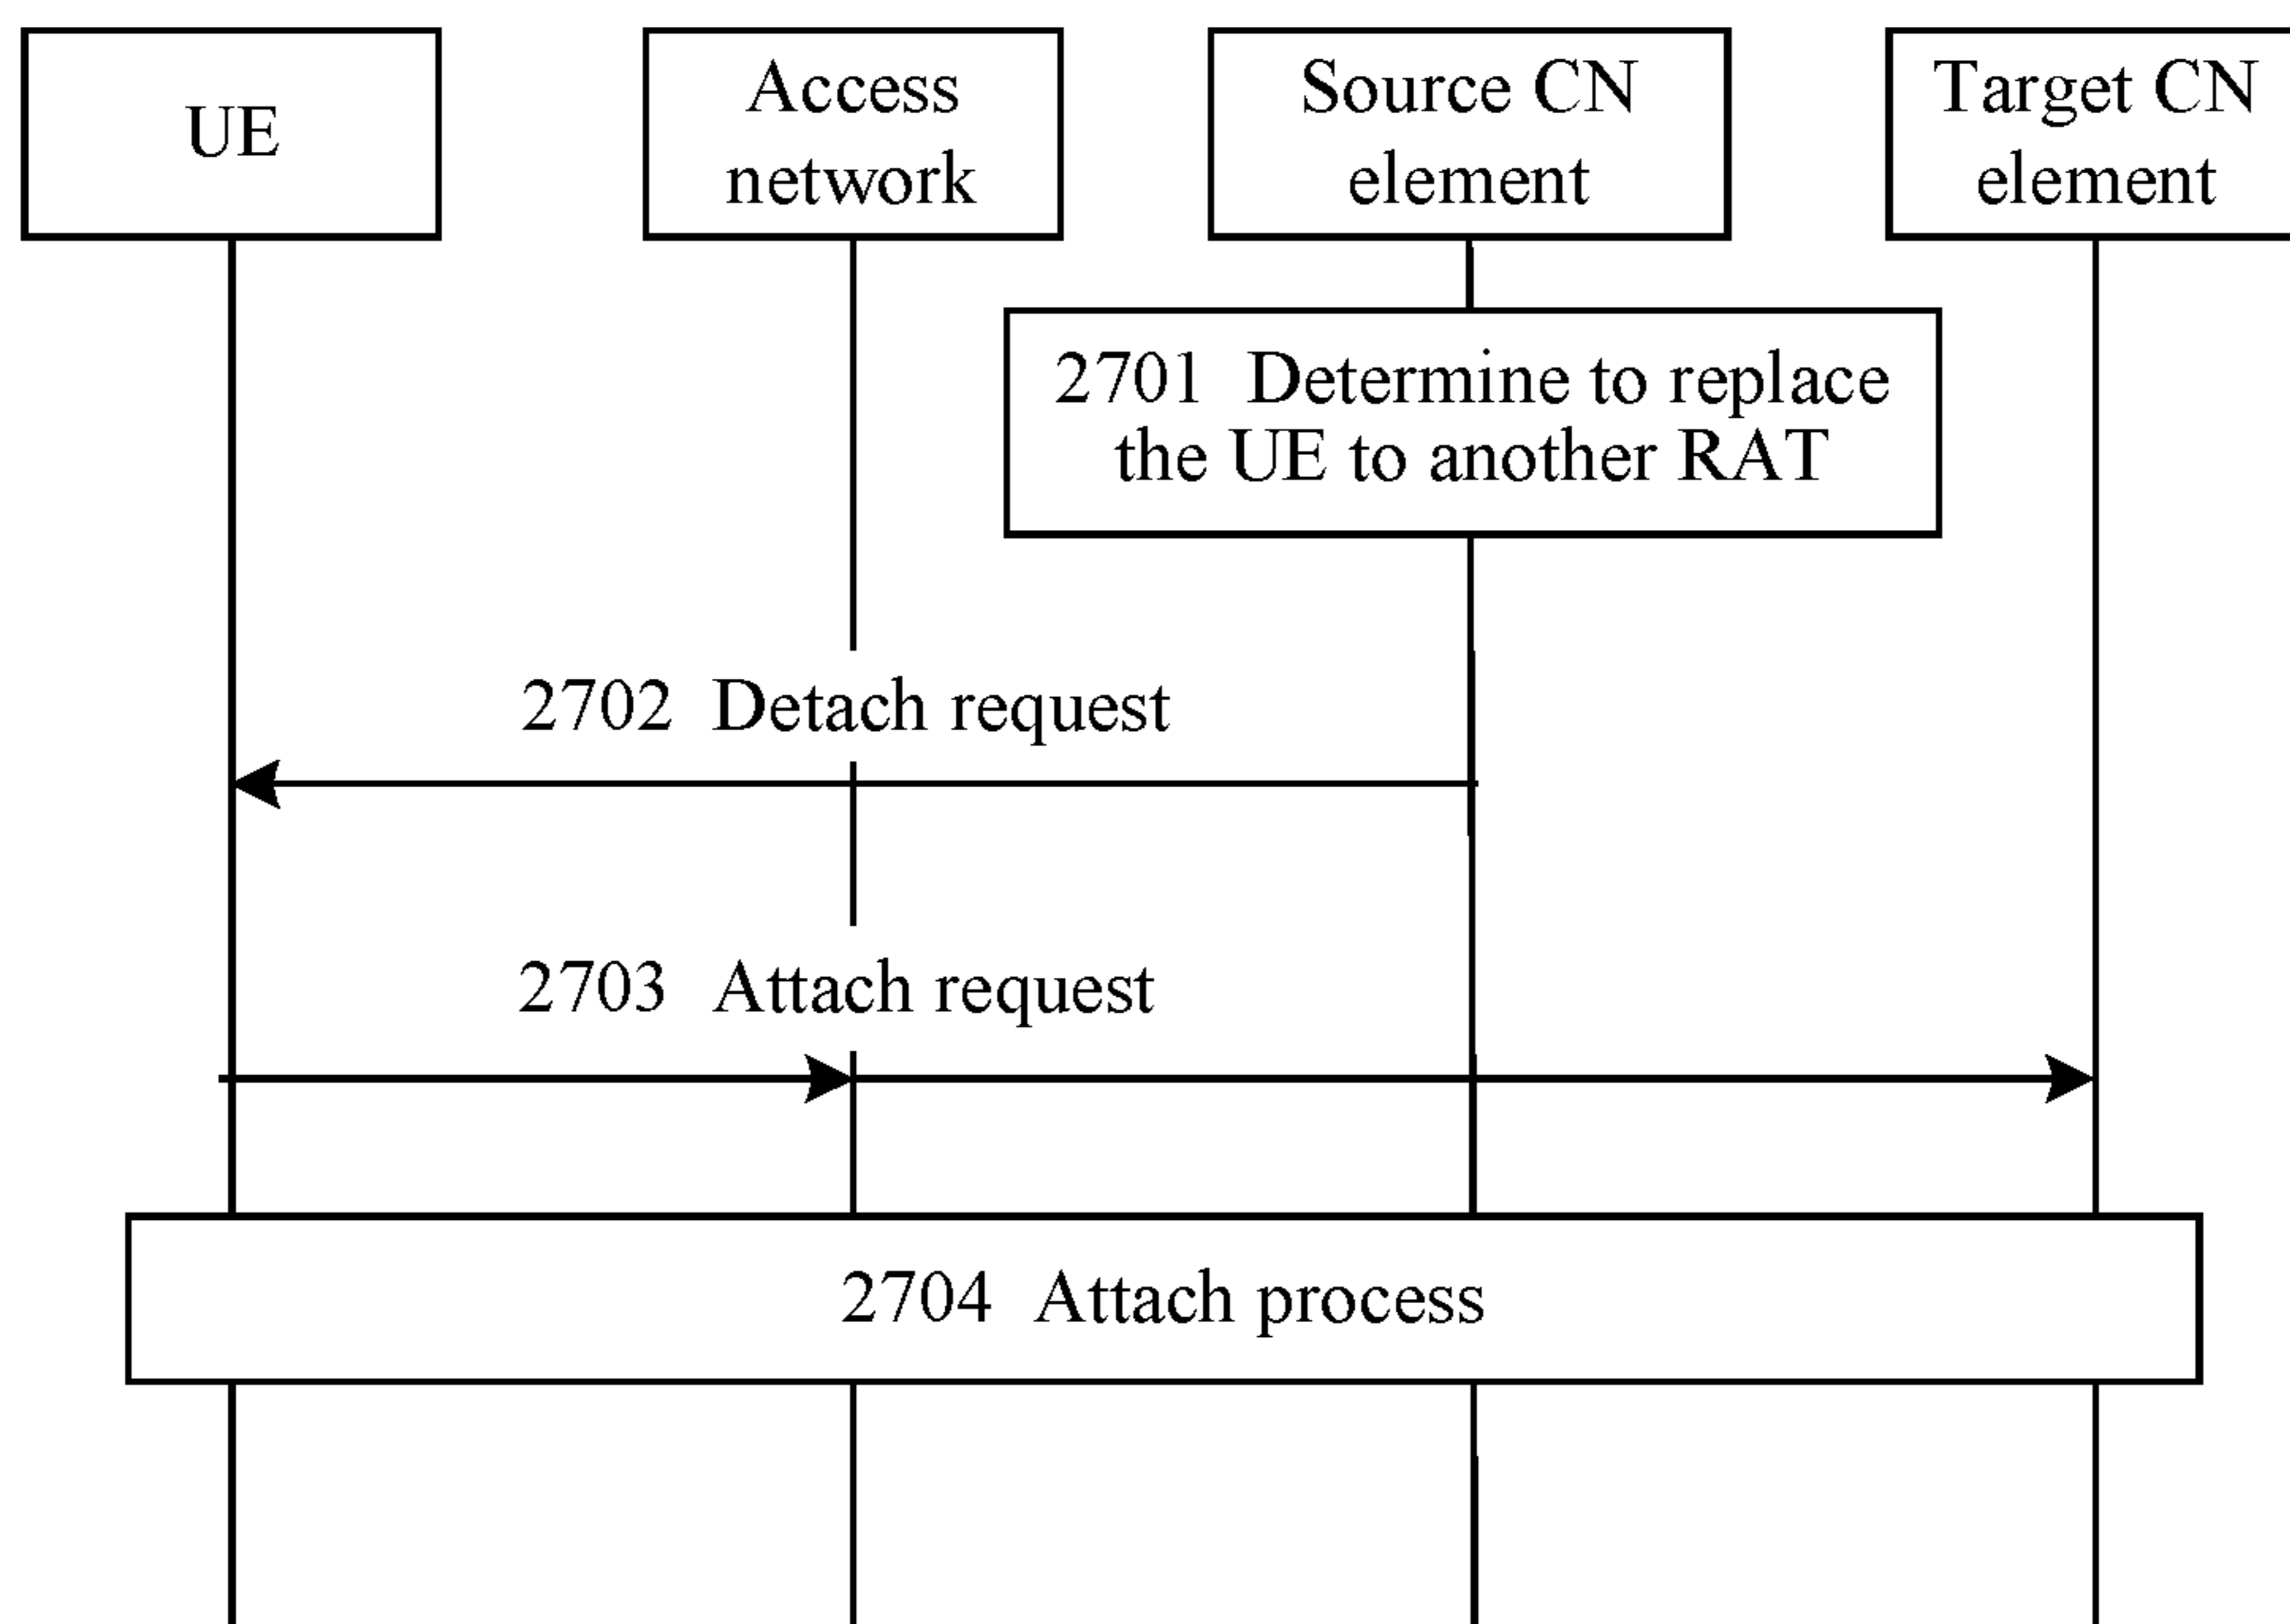 UE
Access
network
Source CN
element
Target CN
element
2701 Determine to replace
the UE to another RAT
2702 Detach request
2703 Attach request
2704 Attach process